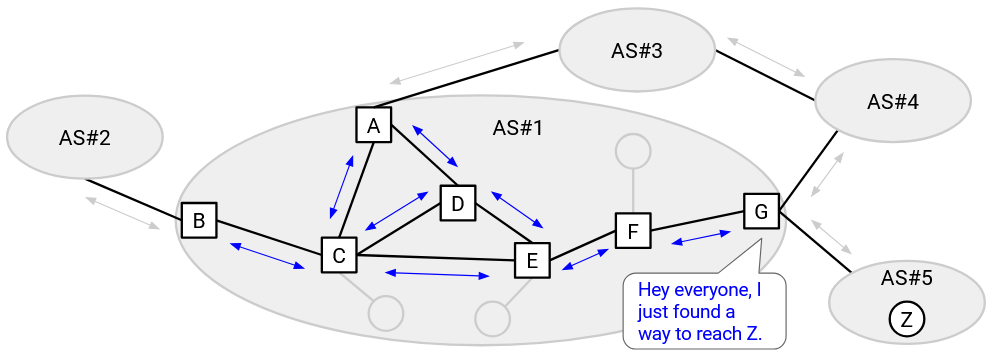 AS#3
AS#4
AS#2
AS#1
A
D
B
G
F
C
E
AS#5
Z
Hey everyone, I
just found a
way to reach Z.